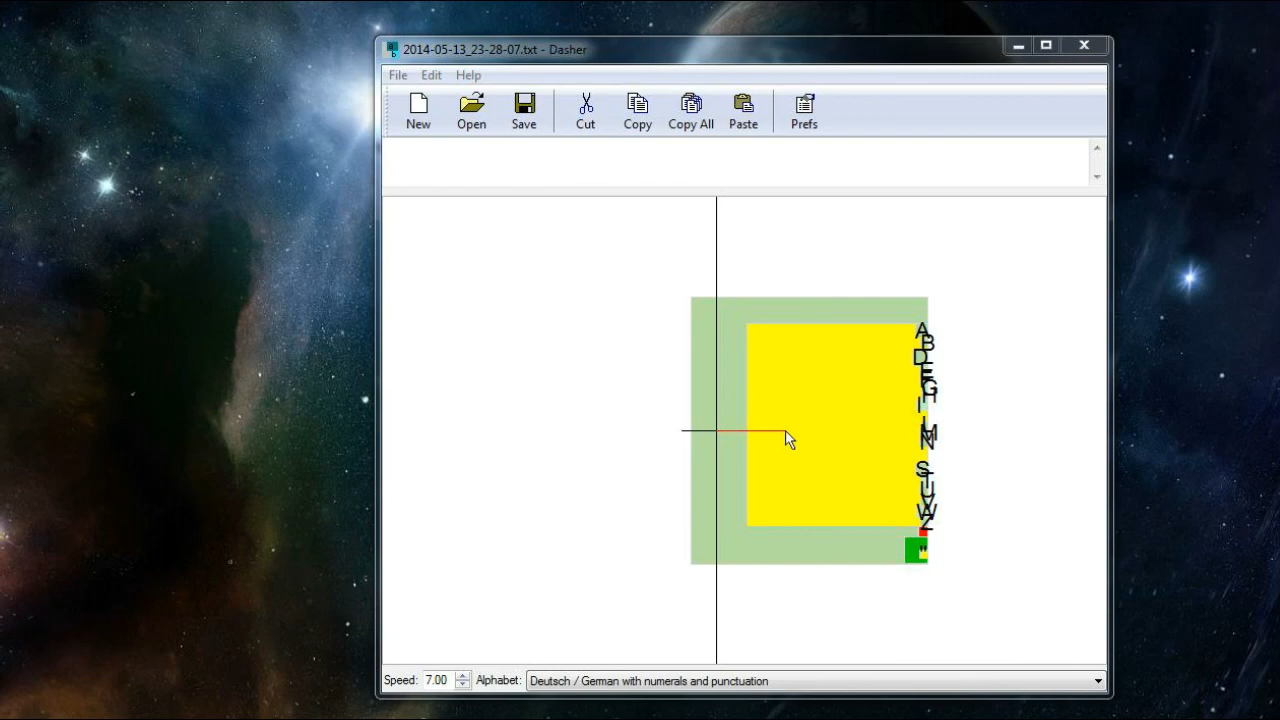 2014-05-13_23-28-07.txt - Dasher
File Edit Help
New Open Save Cut Copy Copy All Paste Prefs
A
B
D
E
G
H
I
M
N
S
T
U
V
W
Z
"
Speed: 7.00 Alphabet: Deutsch / German with numerals and punctuation